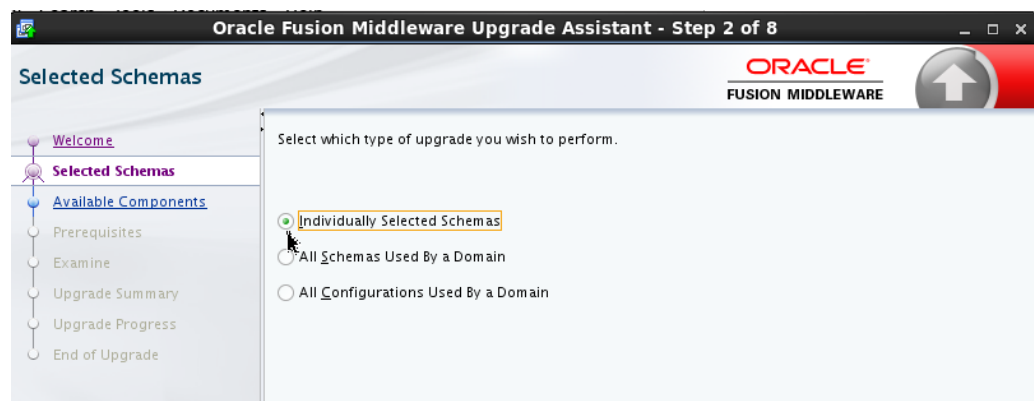 Oracle Fusion Middleware Upgrade Assistant - Step 2 of 8
Selected Schemas
ORACLE
FUSION MIDDLEWARE
Welcome
Selected Schemas
Available Components
Prerequisites
Examine
Upgrade Summary
Upgrade Progress
End of Upgrade
Select which type of upgrade you wish to perform.
Individually Selected Schemas
All Schemas Used By a Domain
All Configurations Used By a Domain